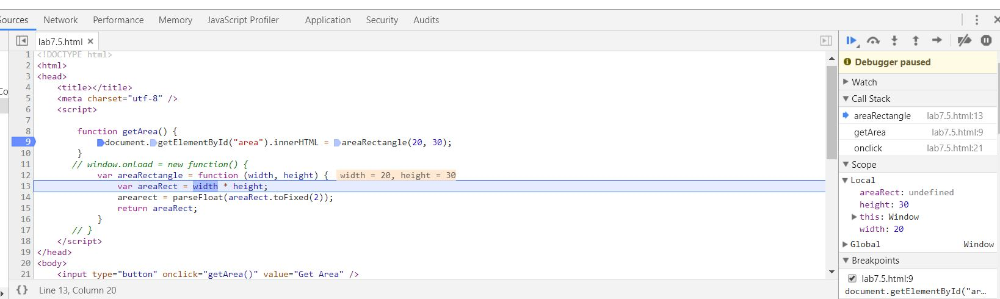 Sources Network Performance Memory JavaScript Profiler Application Security Audits
lab7.5.html
1 <!DOCTYPE html>
2 <html>
3 <head>
4 <title></title>
5 <meta charset="utf-8" />
6 <script>
7
8 function getArea() {
9 document.getElementById("area").innerHTML = areaRectangle(20, 30);
10 }
11 // window.onload = new function() {
12 var areaRectangle = function (width, height) { width = 20, height = 30
13 var areaRect = width * height;
14 arearect = parseFloat(areaRect.toFixed(2));
15 return areaRect;
16 }
17 // }
18 </script>
19 </head>
20 <body>
21 <input type="button" onclick="getArea()" value="Get Area" />
{} Line 13, Column 20
Co
Debugger paused
Watch
Call Stack
areaRectangle lab7.5.html:13
getArea lab7.5.html:9
onclick lab7.5.html:21
Scope
Local
areaRect: undefined
height: 30
this: Window
width: 20
Global Window
Breakpoints
lab7.5.html:9
document.getElementById("ar…